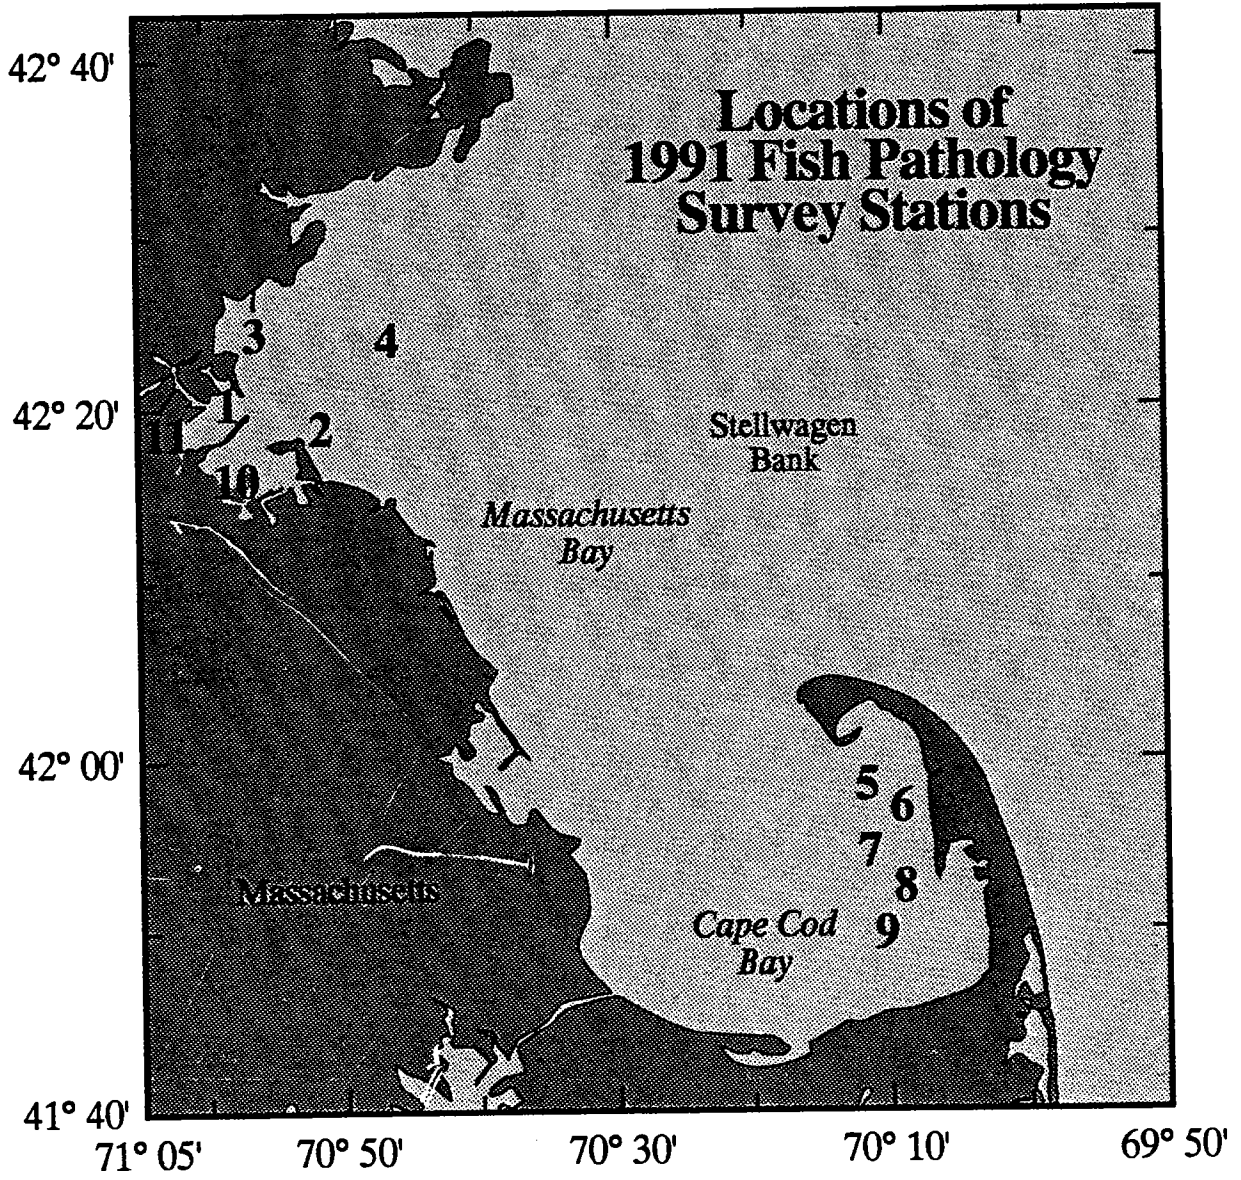 42° 40'
Locations of
1991 Fish Pathology
Survey Stations
3
4
1
42° 20'
11
2
Stellwagen
Bank
10
Massachusetts
Bay
42° 00'
5
6
7
8
Massachusetts
9
Cape Cod
Bay
41° 40'
71° 05'
70° 50'
70° 30'
70° 10'
69° 50'